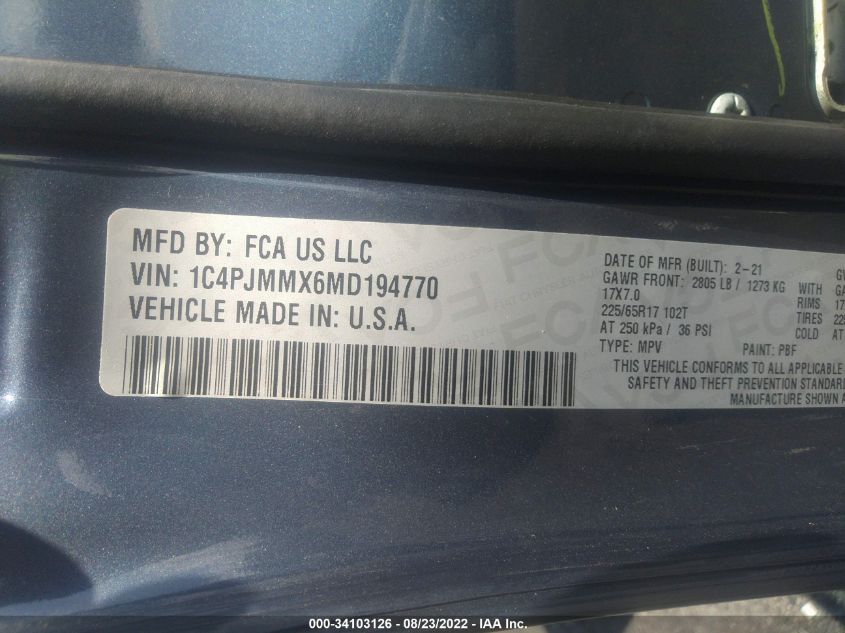 MFD BY: FCA US LLC
VIN: 1C4PJMMX6MD194770
VEHICLE MADE IN: U.S.A.
DATE OF MFR (BUILT): 2-21
GAWR FRONT: 2805 LB / 1273 KG WITH
17X7.0 RIMS
225/65R17 102T TIRES
AT 250 kPa / 36 PSI COLD AT
TYPE: MPV PAINT: PBF
THIS VEHICLE CONFORMS TO ALL APPLICABLE
SAFETY AND THEFT PREVENTION STANDARD
MANUFACTURE SHOWN A
000-34103126 - 08/23/2022 - IAA Inc.